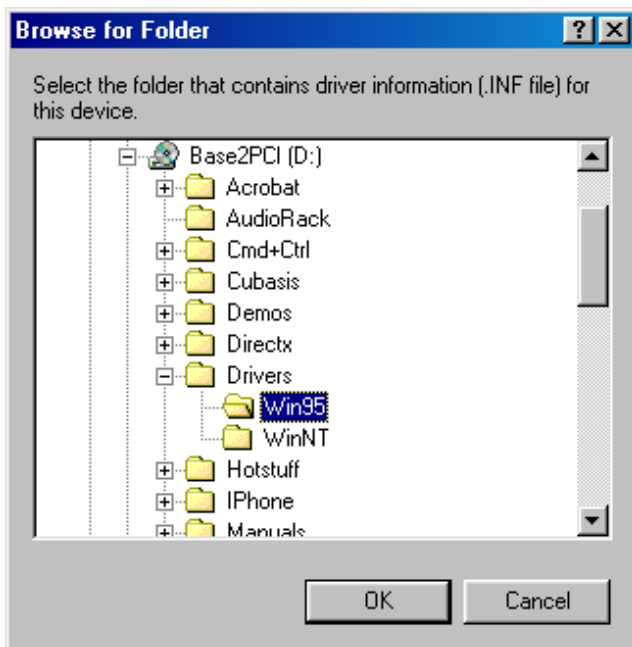 Browse for Folder
Select the folder that contains driver information (.INF file) for
this device.
Base2PCI (D:)
Acrobat
AudioRack
Cmd+Ctrl
Cubasis
Demos
Directx
Drivers
Win95
WinNT
Hotstuff
IPhone
Manuals
OK Cancel